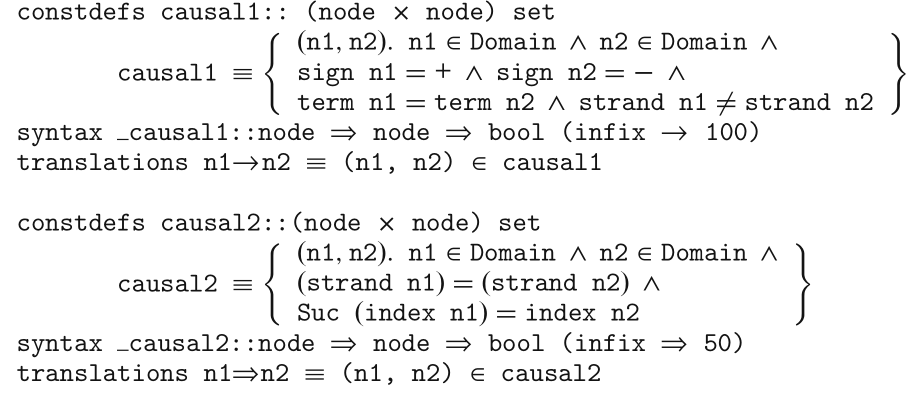 constdefs causal1:: (node × node) set
(n1, n2). n1 ∈ Domain ∧ n2 ∈ Domain ∧
causal1 ≡ { sign n1 = + ∧ sign n2 = − ∧ }
term n1 = term n2 ∧ strand n1 ≠ strand n2
syntax _causal1::node ⇒ node ⇒ bool (infix → 100)
translations n1→n2 ≡ (n1, n2) ∈ causal1
constdefs causal2::(node × node) set
(n1, n2). n1 ∈ Domain ∧ n2 ∈ Domain ∧
causal2 ≡ { (strand n1) = (strand n2) ∧ }
Suc (index n1) = index n2
syntax _causal2::node ⇒ node ⇒ bool (infix ⇒ 50)
translations n1⇒n2 ≡ (n1, n2) ∈ causal2